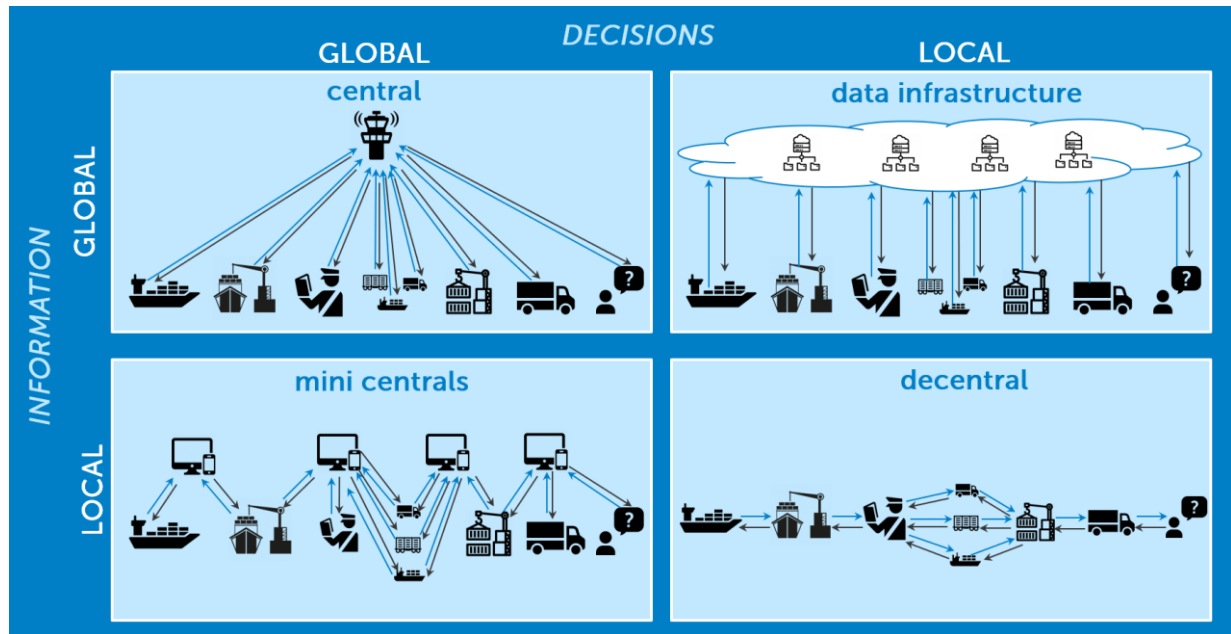 DECISIONS
GLOBAL
LOCAL
INFORMATION
GLOBAL
central
data infrastructure
?
?
LOCAL
mini centrals
decentral
?
?